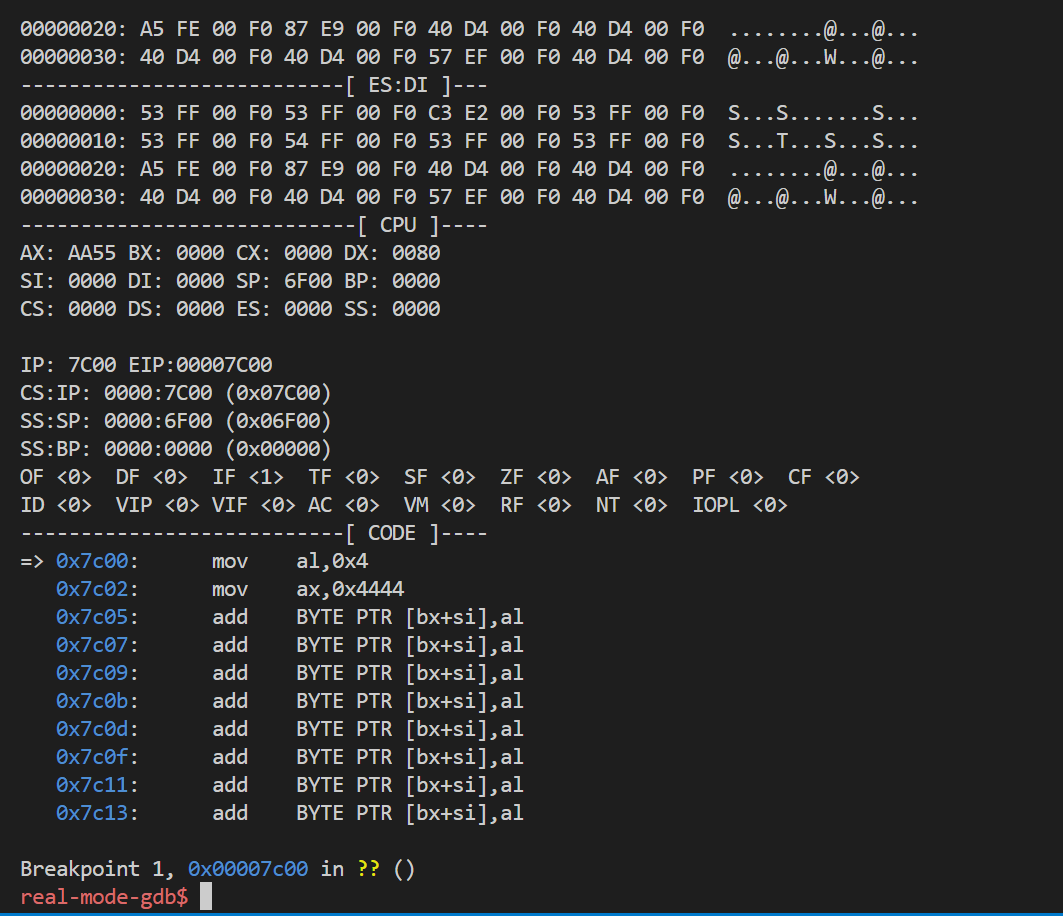 00000020: A5 FE 00 F0 87 E9 00 F0 40 D4 00 F0 40 D4 00 F0  ........@...@...
00000030: 40 D4 00 F0 40 D4 00 F0 57 EF 00 F0 40 D4 00 F0  @...@...W...@...
---------------------------[ ES:DI ]---
00000000: 53 FF 00 F0 53 FF 00 F0 C3 E2 00 F0 53 FF 00 F0  S...S.......S...
00000010: 53 FF 00 F0 54 FF 00 F0 53 FF 00 F0 53 FF 00 F0  S...T...S...S...
00000020: A5 FE 00 F0 87 E9 00 F0 40 D4 00 F0 40 D4 00 F0  ........@...@...
00000030: 40 D4 00 F0 40 D4 00 F0 57 EF 00 F0 40 D4 00 F0  @...@...W...@...
----------------------------[ CPU ]----
AX: AA55 BX: 0000 CX: 0000 DX: 0080
SI: 0000 DI: 0000 SP: 6F00 BP: 0000
CS: 0000 DS: 0000 ES: 0000 SS: 0000

IP: 7C00 EIP:00007C00
CS:IP: 0000:7C00 (0x07C00)
SS:SP: 0000:6F00 (0x06F00)
SS:BP: 0000:0000 (0x00000)
OF <0>  DF <0>  IF <1>  TF <0>  SF <0>  ZF <0>  AF <0>  PF <0>  CF <0>
ID <0>  VIP <0> VIF <0> AC <0>  VM <0>  RF <0>  NT <0>  IOPL <0>
---------------------------[ CODE ]----
=> 0x7c00:      mov    al,0x4
   0x7c02:      mov    ax,0x4444
   0x7c05:      add    BYTE PTR [bx+si],al
   0x7c07:      add    BYTE PTR [bx+si],al
   0x7c09:      add    BYTE PTR [bx+si],al
   0x7c0b:      add    BYTE PTR [bx+si],al
   0x7c0d:      add    BYTE PTR [bx+si],al
   0x7c0f:      add    BYTE PTR [bx+si],al
   0x7c11:      add    BYTE PTR [bx+si],al
   0x7c13:      add    BYTE PTR [bx+si],al

Breakpoint 1, 0x00007c00 in ?? ()
real-mode-gdb$